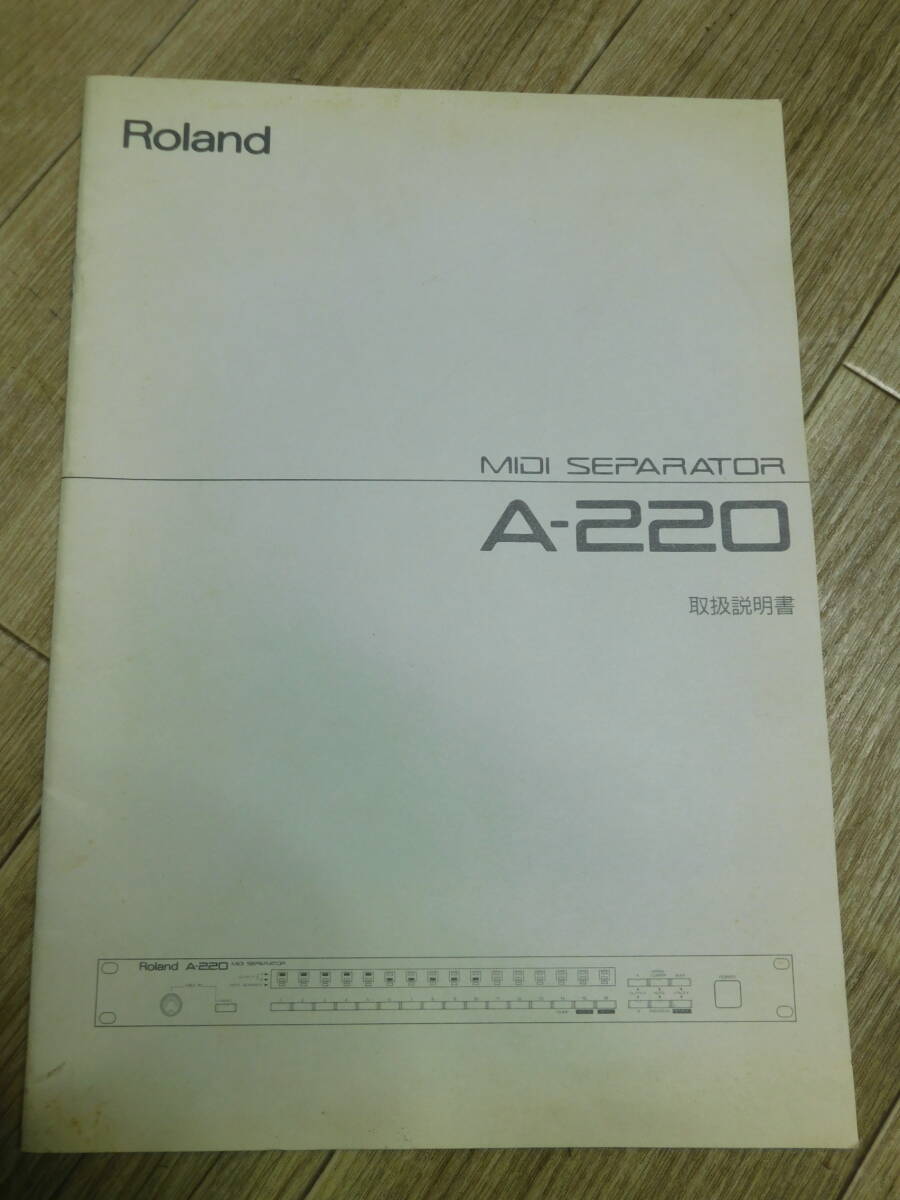 Roland
MIDI SEPARATOR
A-220
取扱説明書
Roland A-220 MIDI SEPARATOR